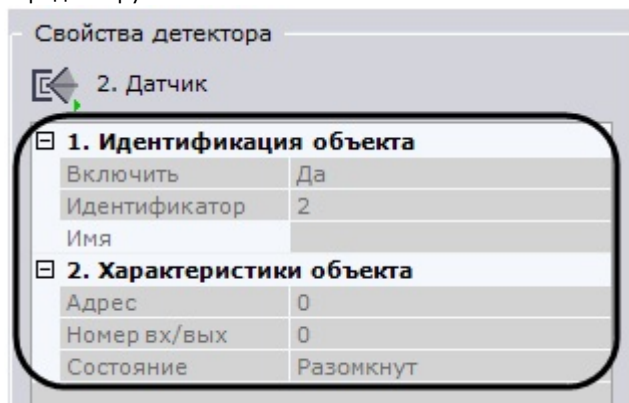 Свойства детектора
2. Датчик
1. Идентификация объекта
Включить Да
Идентификатор 2
Имя
2. Характеристики объекта
Адрес 0
Номер вх/вых 0
Состояние Разомкнут